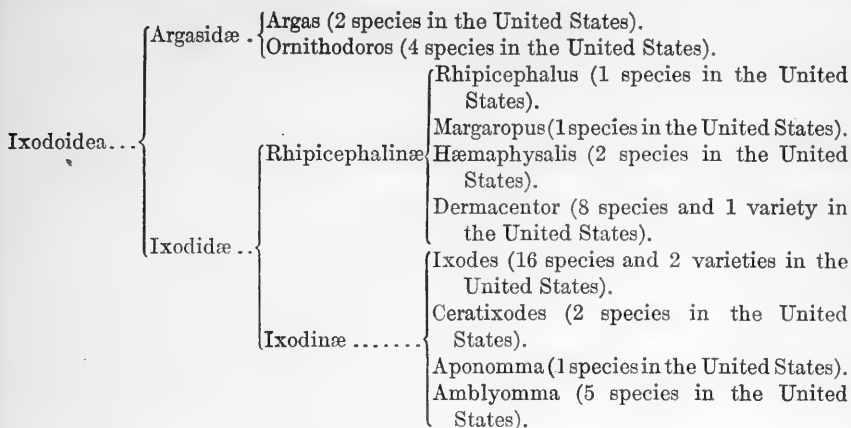 Argasidæ . Argas (2 species in the United States).
Ornithodoros (4 species in the United States).
Rhipicephalus (1 species in the United
States).
Ixodoidea... Margaropus (1 species in the United States).
Rhipicephalinæ Hæmaphysalis (2 species in the United
States).
Dermacentor (8 species and 1 variety in
the United States).
Ixodidæ .. Ixodes (16 species and 2 varieties in the
United States).
Ceratixodes (2 species in the United
Ixodinæ ....... States).
Aponomma (1 species in the United States).
Amblyomma (5 species in the United
States).